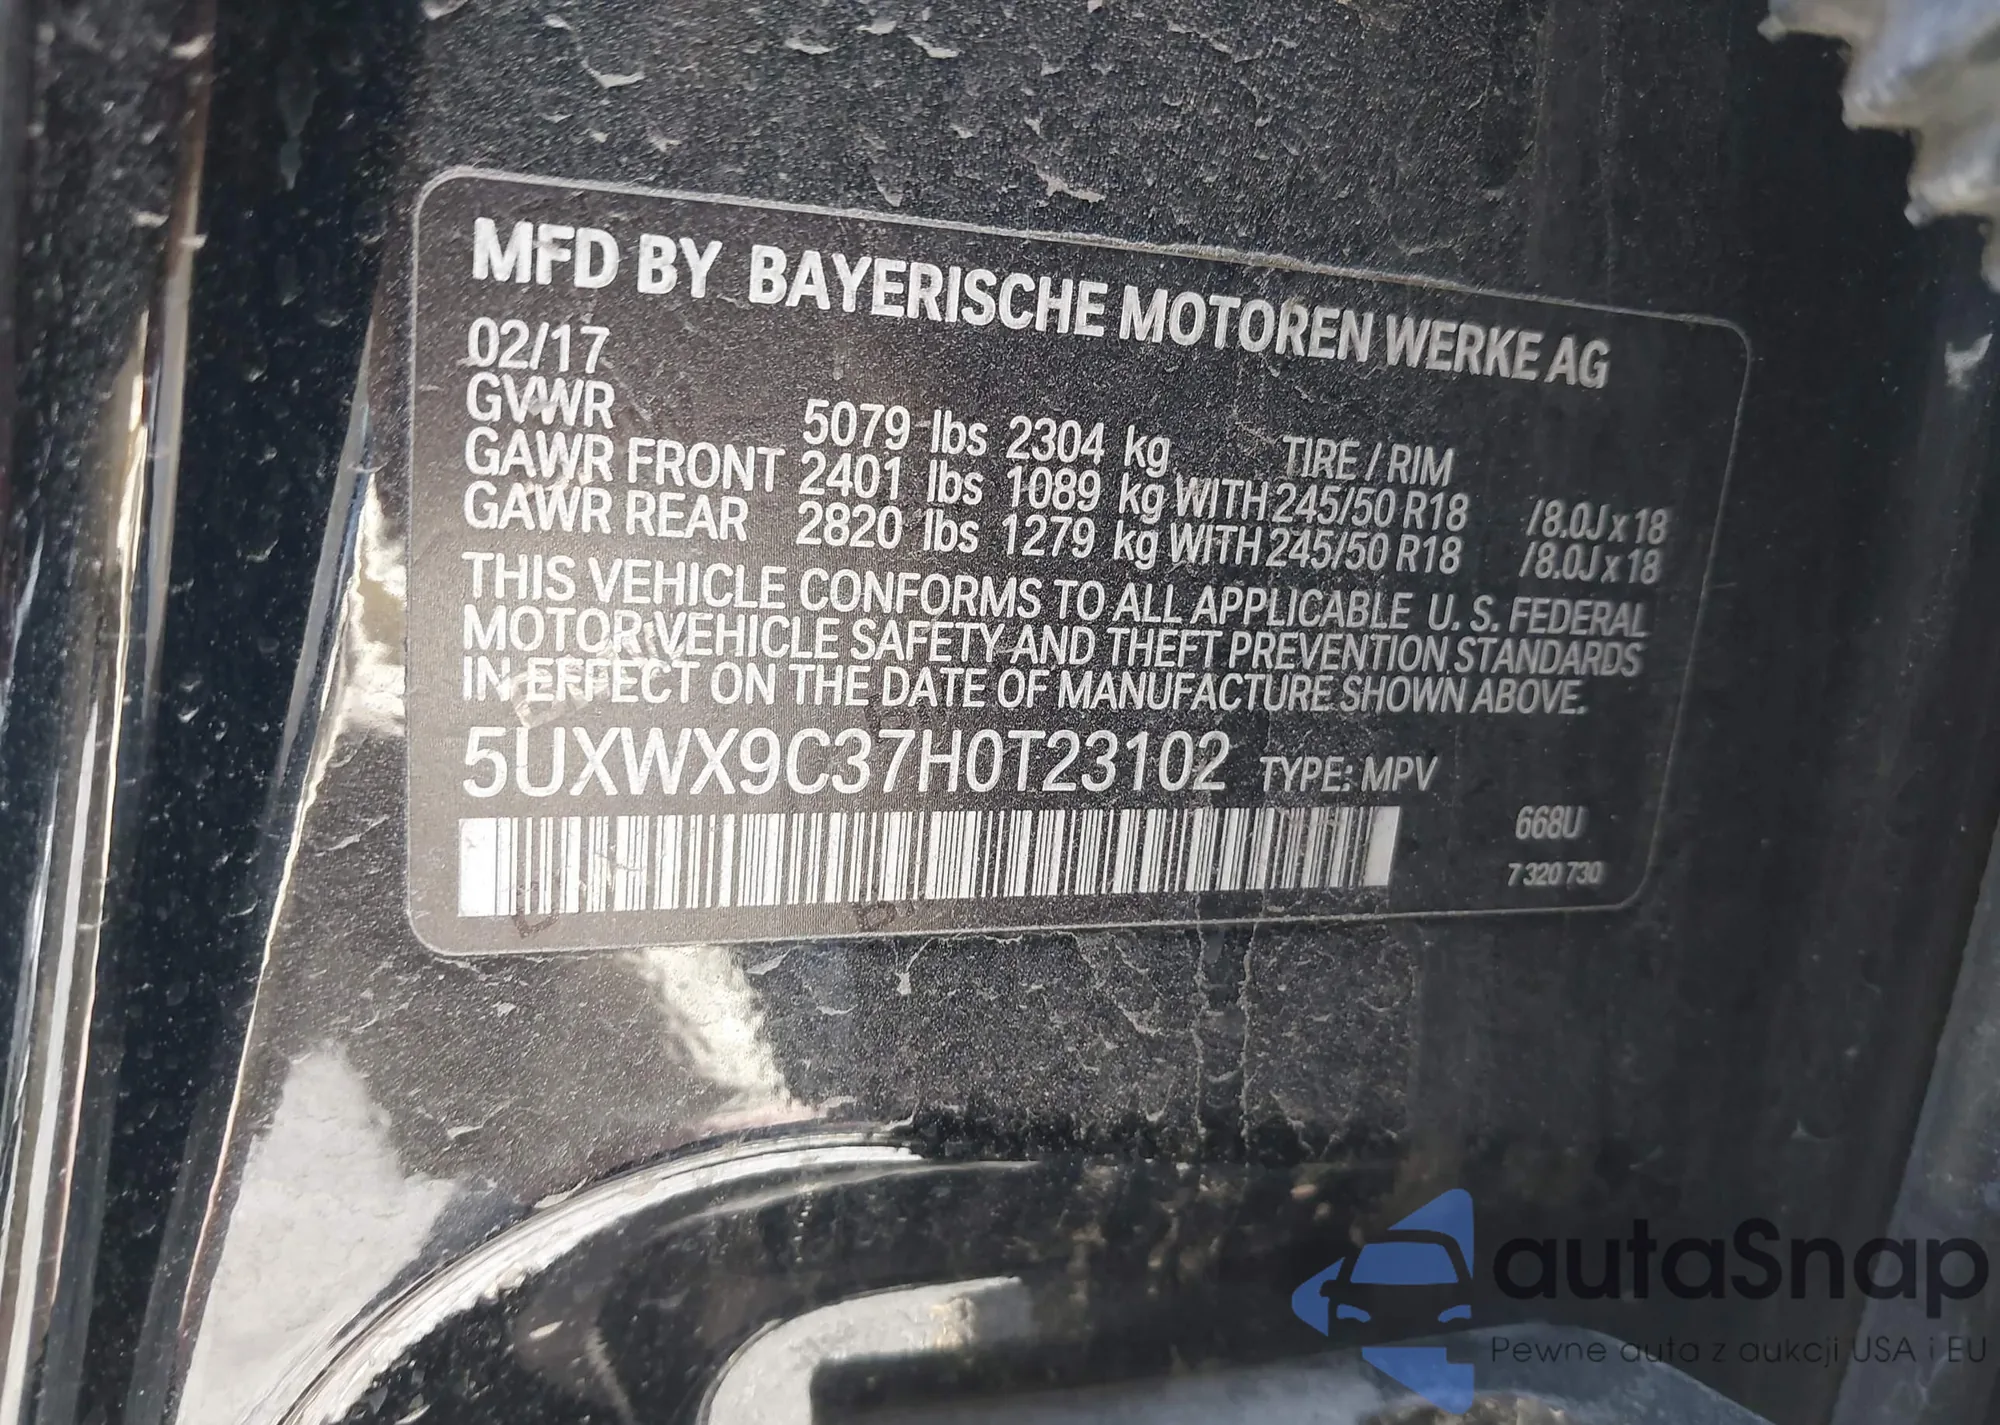 MFD BY BAYERISCHE MOTOREN WERKE AG
02/17
GVWR 5079 lbs 2304 kg TIRE / RIM
GAWR FRONT 2401 lbs 1089 kg WITH 245/50 R18 /8.0J x 18
GAWR REAR 2820 lbs 1279 kg WITH 245/50 R18 /8.0J x 18
THIS VEHICLE CONFORMS TO ALL APPLICABLE U. S. FEDERAL
MOTOR VEHICLE SAFETY AND THEFT PREVENTION STANDARDS
IN EFFECT ON THE DATE OF MANUFACTURE SHOWN ABOVE.
5UXWX9C37H0T23102 TYPE: MPV
668U
7 320 730
autaSnap
Pewne auta z aukcji USA i EU